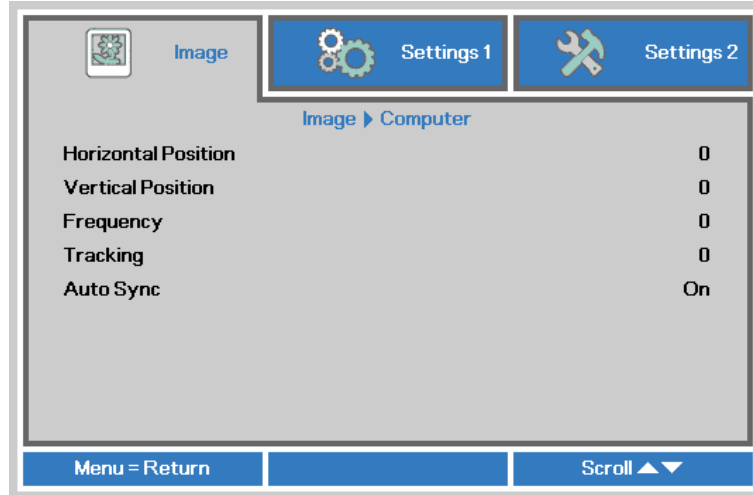 Image
Settings 1
Settings 2
Image ▶ Computer
Horizontal Position 0
Vertical Position 0
Frequency 0
Tracking 0
Auto Sync On
Menu = Return
Scroll ▲▼